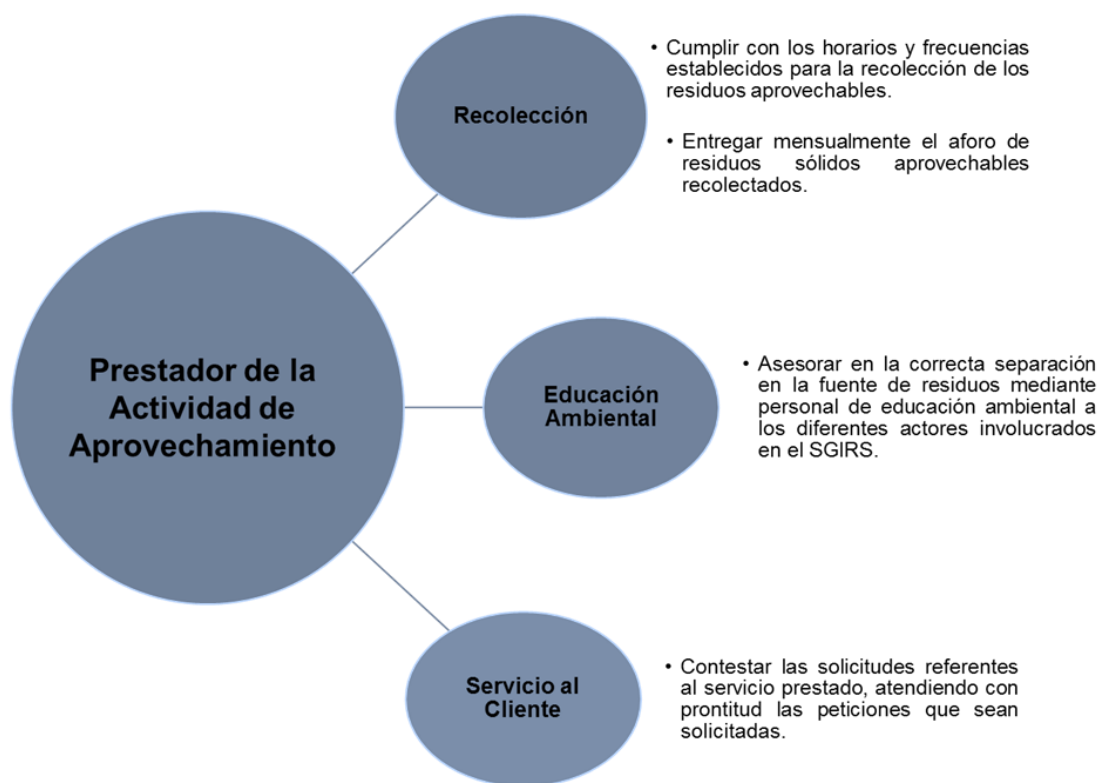 Recolección
• Cumplir con los horarios y frecuencias
establecidos para la recolección de los
residuos aprovechables.
• Entregar mensualmente el aforo de
residuos sólidos aprovechables
recolectados.
Prestador de la
Actividad de
Aprovechamiento
Educación
Ambiental
• Asesorar en la correcta separación
en la fuente de residuos mediante
personal de educación ambiental a
los diferentes actores involucrados
en el SGIRS.
Servicio al
Cliente
• Contestar las solicitudes referentes
al servicio prestado, atendiendo con
prontitud las peticiones que sean
solicitadas.